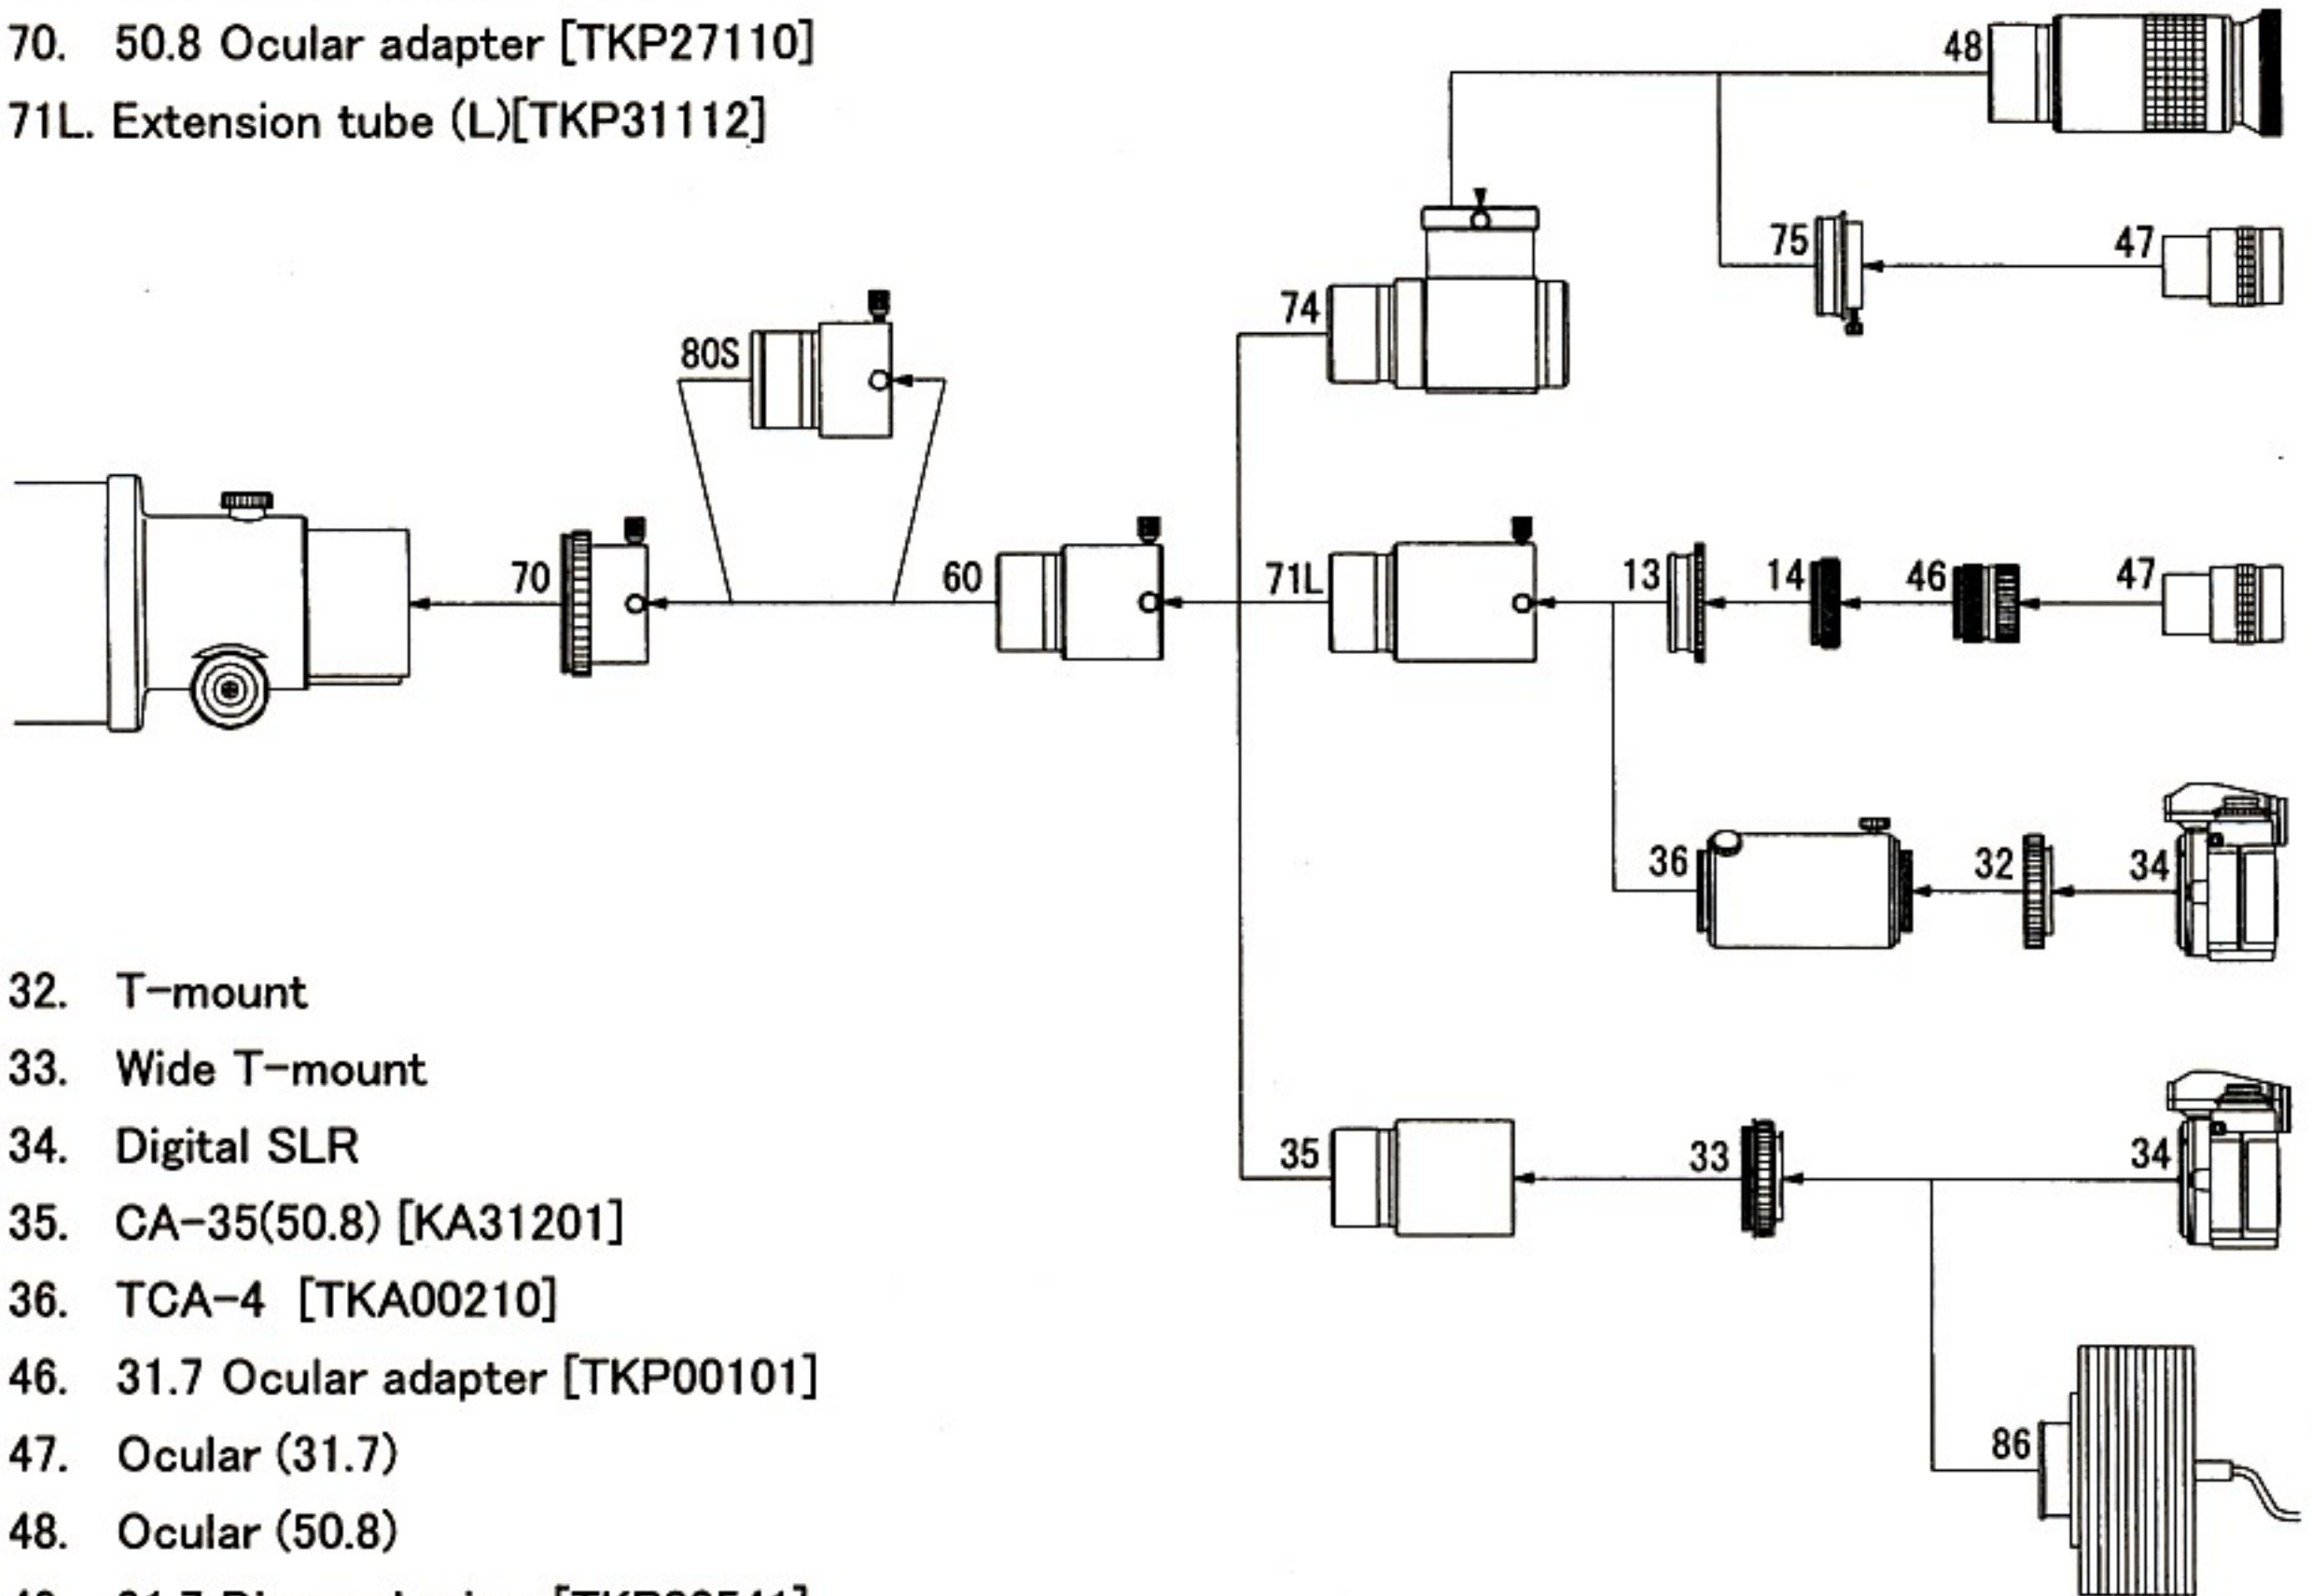 70. 50.8 Ocular adapter [TKP27110]
71L. Extension tube (L)[TKP31112]
48
75
47
74
80S
70
60
71L
13
14
46
47
36
32
34
35
33
34
86
32. T-mount
33. Wide T-mount
34. Digital SLR
35. CA-35(50.8) [KA31201]
36. TCA-4 [TKA00210]
46. 31.7 Ocular adapter [TKP00101]
47. Ocular (31.7)
48. Ocular (50.8)